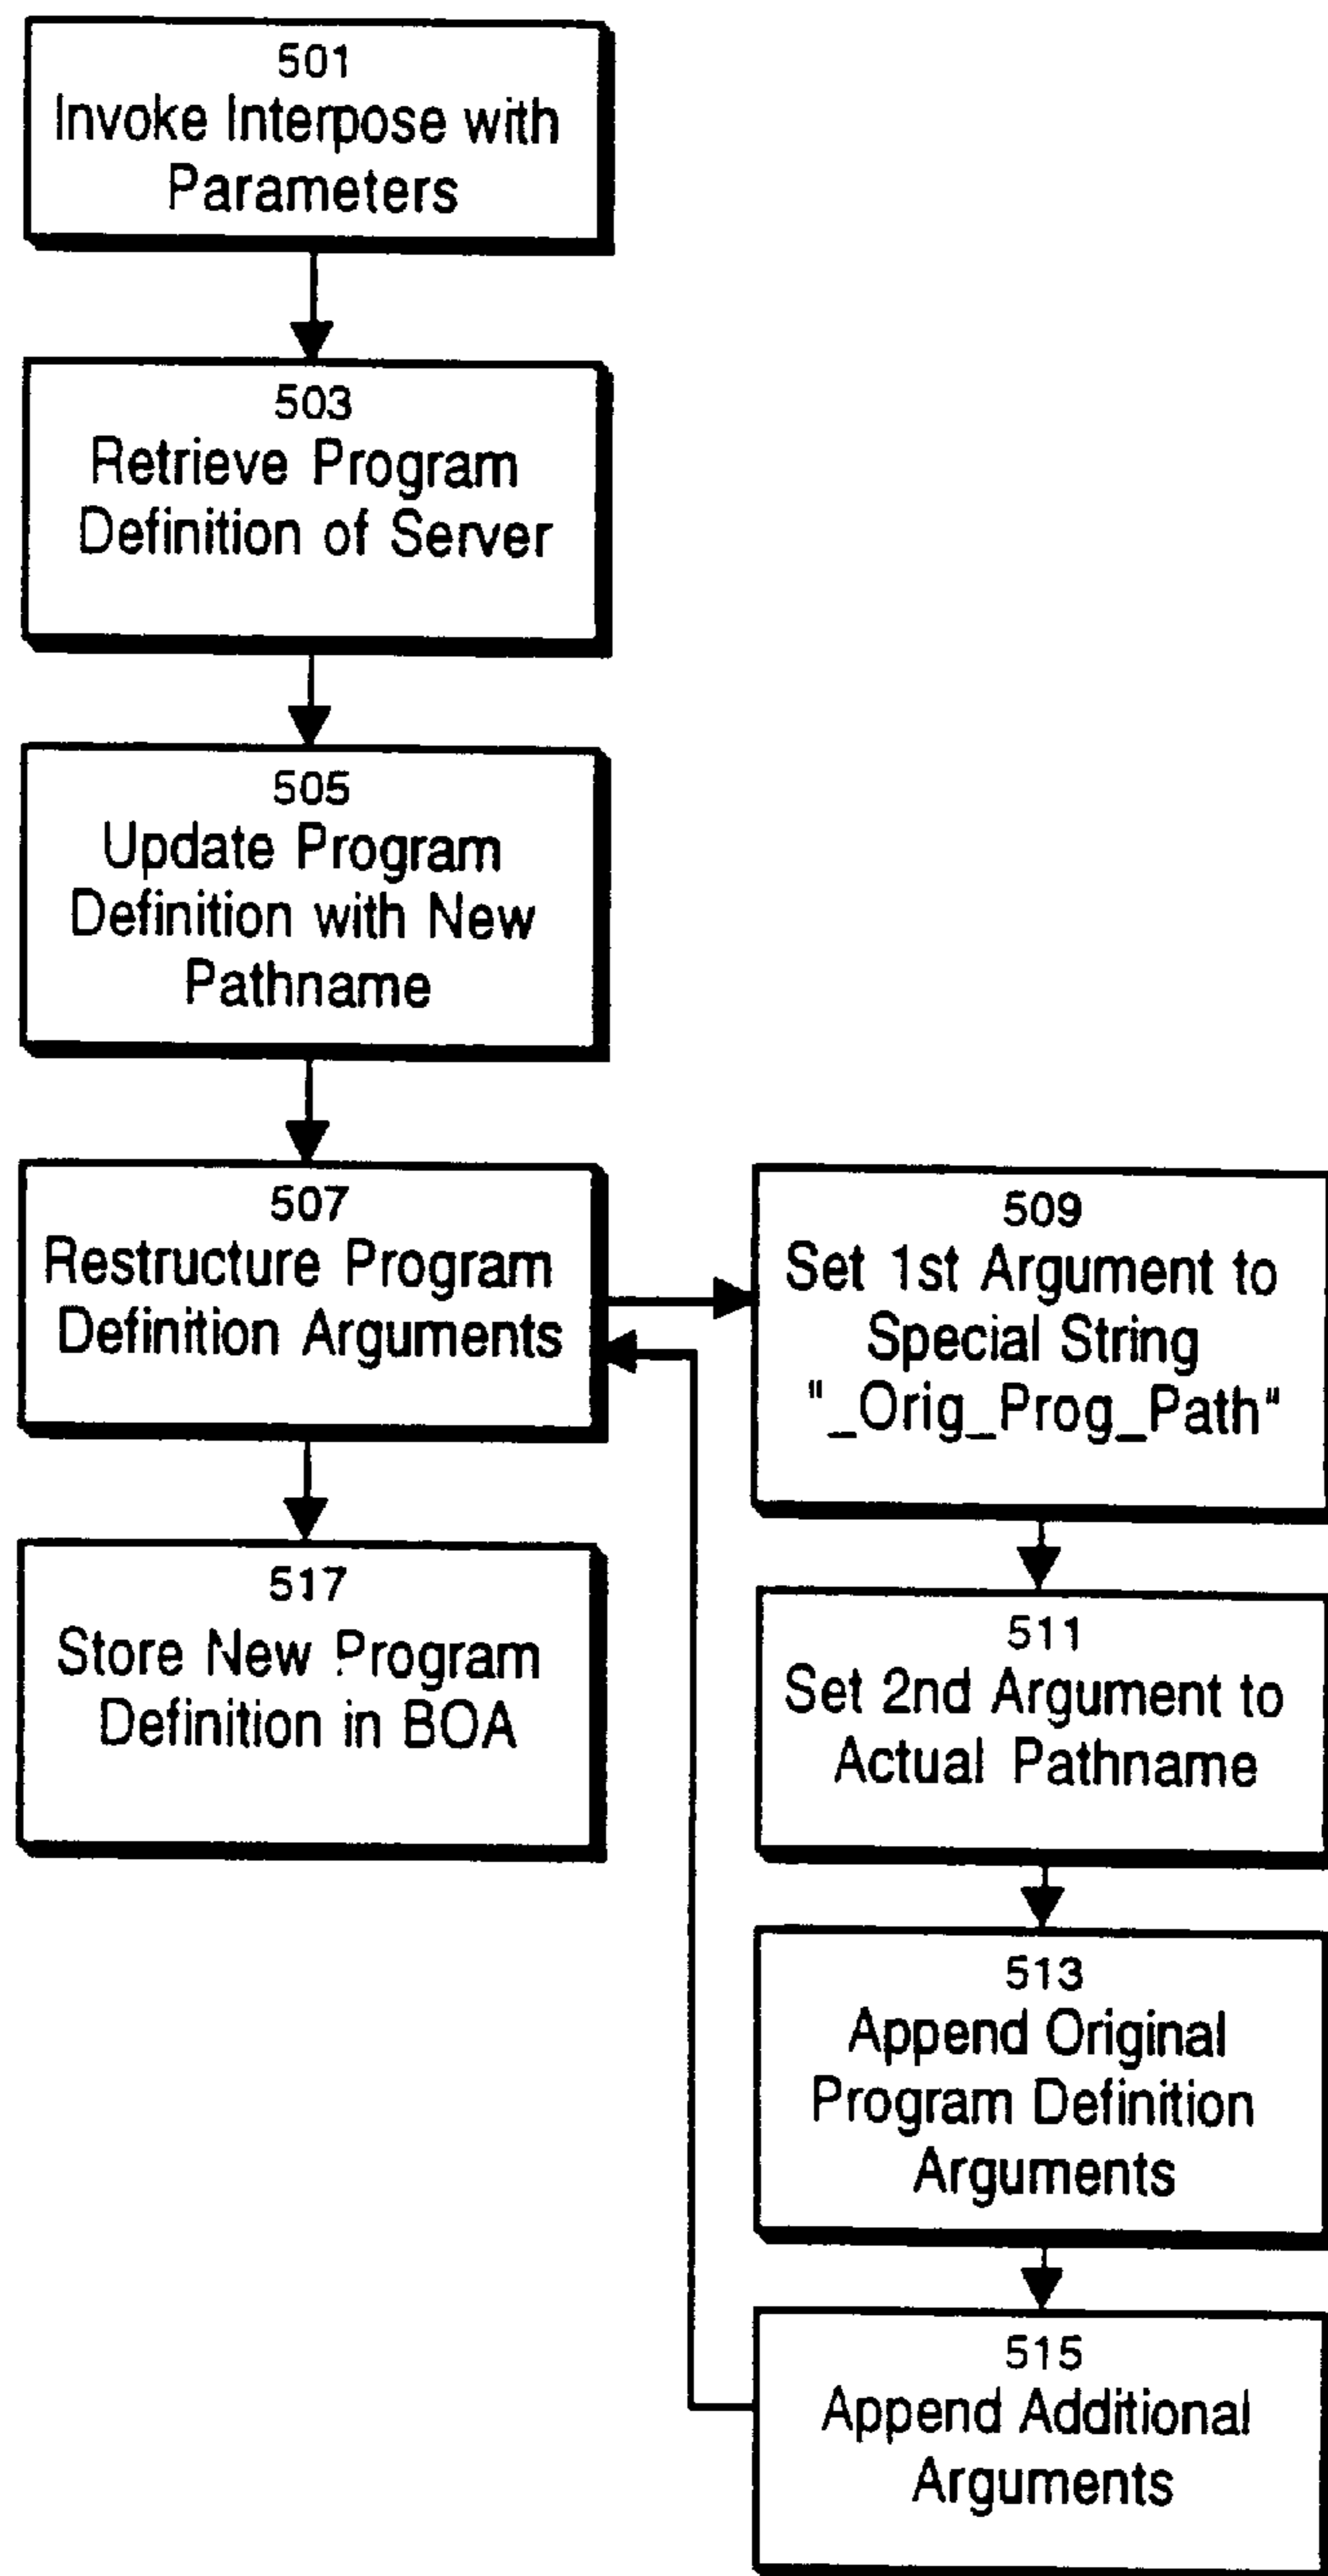 501
Invoke Interpose with
Parameters
503
Retrieve Program
Definition of Server
505
Update Program
Definition with New
Pathname
507
Restructure Program
Definition Arguments
509
Set 1st Argument to
Special String
"_Orig_Prog_Path"
511
Set 2nd Argument to
Actual Pathname
513
Append Original
Program Definition
Arguments
515
Append Additional
Arguments
517
Store New Program
Definition in BOA